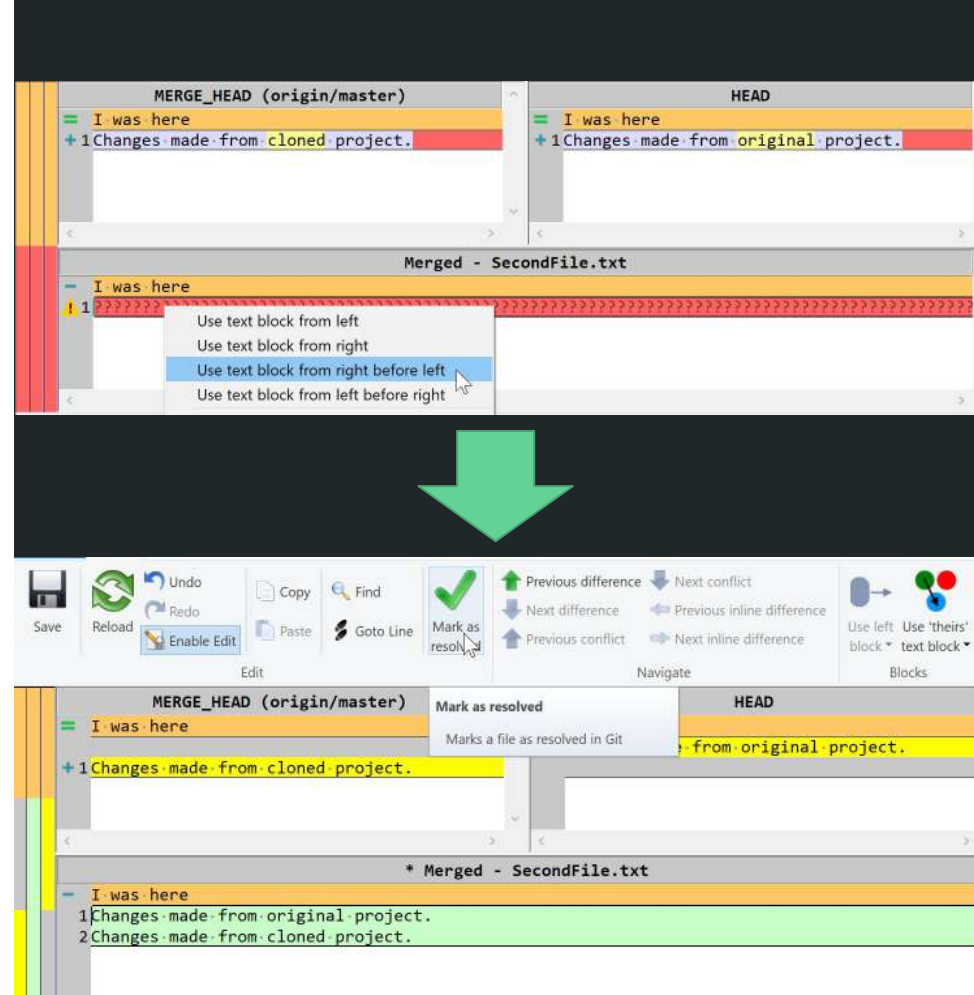 MERGE_HEAD (origin/master)
HEAD
= I was here
= I was here
+ 1 Changes made from cloned project.
+ 1 Changes made from original project.
Merged - SecondFile.txt
- I was here
1 ????????
Use text block from left
Use text block from right
Use text block from right before left
Use text block from left before right
Save
Reload
Undo
Redo
Enable Edit
Copy
Paste
Find
Goto Line
Edit
Mark as
resolved
Previous difference
Next difference
Previous conflict
Next conflict
Previous inline difference
Next inline difference
Navigate
Use left
block
Use 'theirs'
text block
Blocks
MERGE_HEAD (origin/master)
HEAD
Mark as resolved
Marks a file as resolved in Git
= I was here
from original project.
+ 1 Changes made from cloned project.
* Merged - SecondFile.txt
- I was here
1 Changes made from original project.
2 Changes made from cloned project.